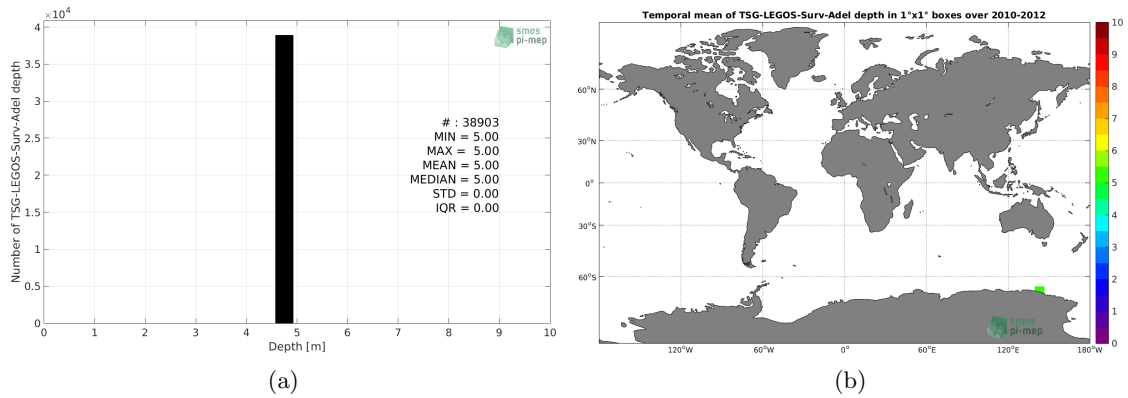 ×10⁴
4
3.5
3
2.5
2
1.5
1
0.5
0
Number of TSG-LEGOS-Surv-Adel depth
smos
pi-mep
# : 38903
MIN = 5.00
MAX = 5.00
MEAN = 5.00
MEDIAN = 5.00
STD = 0.00
IQR = 0.00
0 1 2 3 4 5 6 7 8 9 10
Depth [m]
(a)
Temporal mean of TSG-LEGOS-Surv-Adel depth in 1°x1° boxes over 2010-2012
60°N
30°N
0°
30°S
60°S
120°W 60°W 0° 60°E 120°E 180°W
smos
pi-mep
10
9
8
7
6
5
4
3
2
1
0
(b)